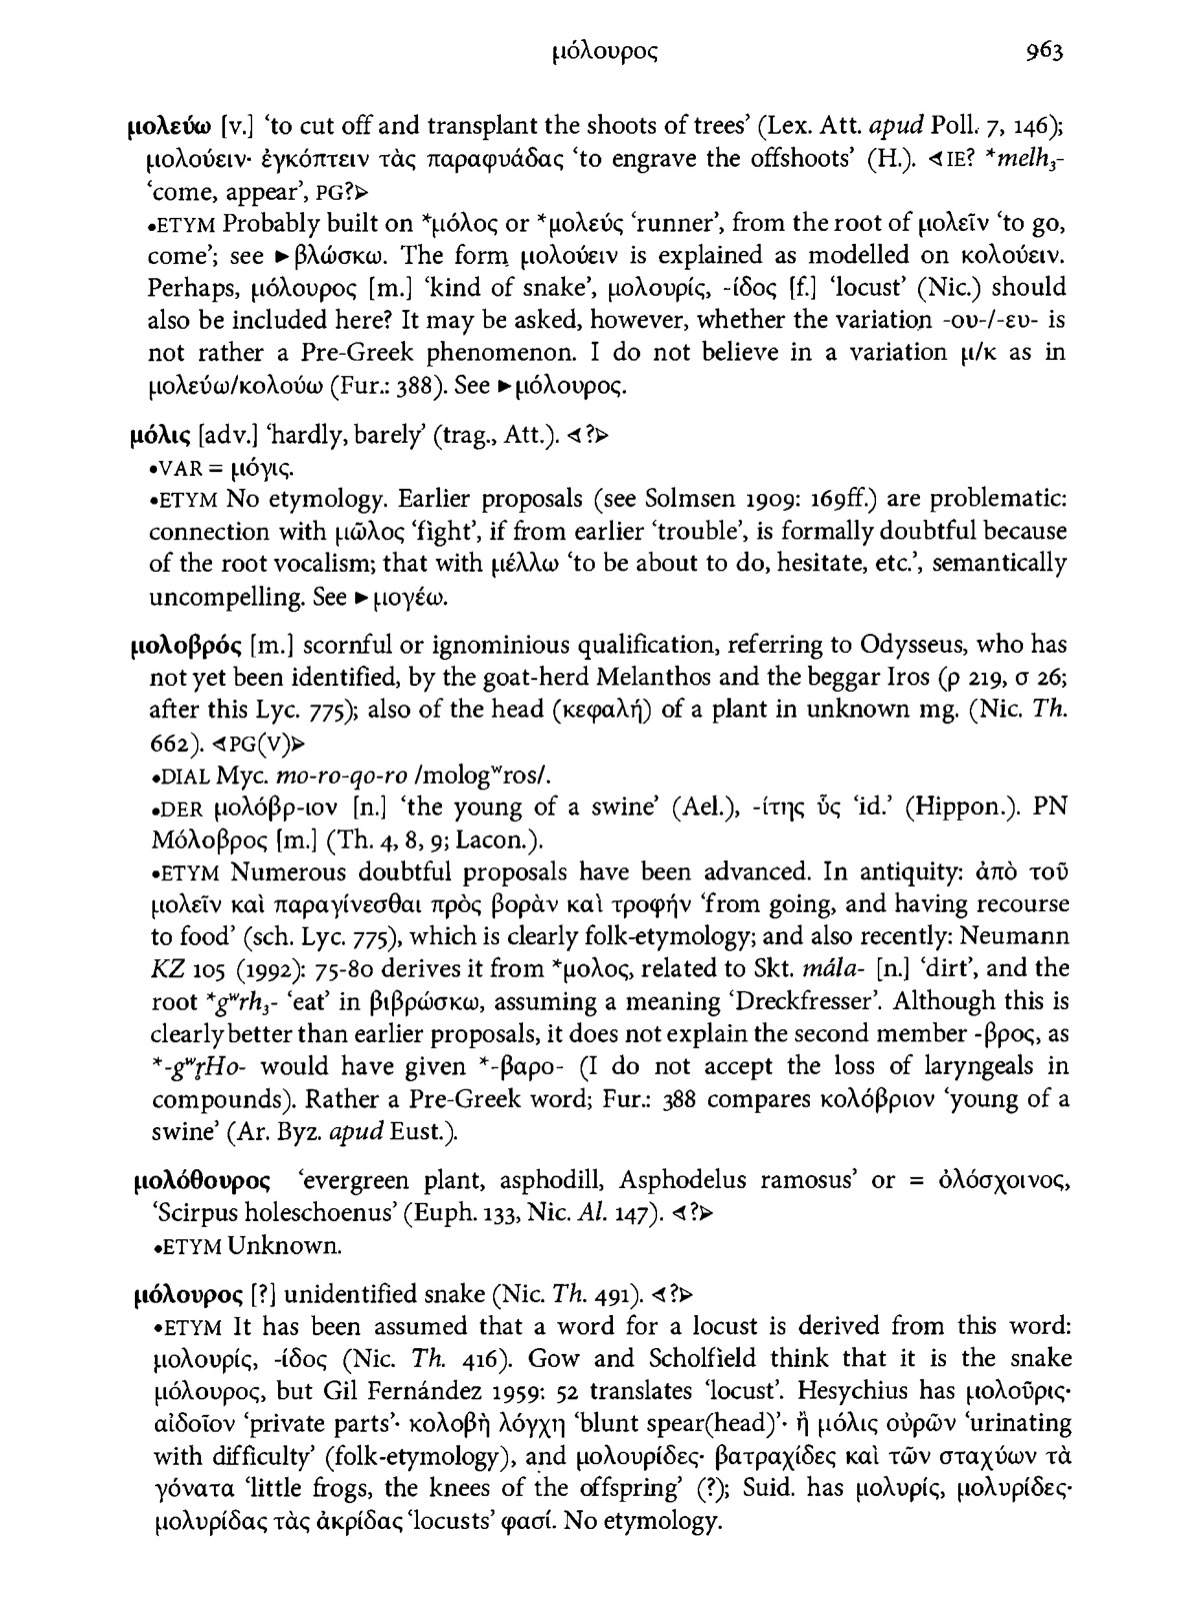 μόλουρος 963
μολεύω [v.] ‘to cut off and transplant the shoots of trees’ (Lex. Att. apud Poll. 7, 146);
μολούειν· ἐγκόπτειν τὰς παραφυάδας ‘to engrave the offshoots’ (H.). ◁IE? *melh₃-
‘come, appear’, PG?▷
•ETYM Probably built on *μόλος or *μολεύς ‘runner’, from the root of μολεῖν ‘to go,
come’; see ►βλώσκω. The form μολούειν is explained as modelled on κολούειν.
Perhaps, μόλουρος [m.] ‘kind of snake’, μολουρίς, -ίδος [f.] ‘locust’ (Nic.) should
also be included here? It may be asked, however, whether the variation -ου-/-ευ- is
not rather a Pre-Greek phenomenon. I do not believe in a variation μ/κ as in
μολεύω/κολούω (Fur.: 388). See ►μόλουρος.
μόλις [adv.] ‘hardly, barely’ (trag., Att.). ◁?▷
•VAR = μόγις.
•ETYM No etymology. Earlier proposals (see Solmsen 1909: 169ff.) are problematic:
connection with μῶλος ‘fight’, if from earlier ‘trouble’, is formally doubtful because
of the root vocalism; that with μέλλω ‘to be about to do, hesitate, etc.’, semantically
uncompelling. See ►μογέω.
μολοβρός [m.] scornful or ignominious qualification, referring to Odysseus, who has
not yet been identified, by the goat-herd Melanthos and the beggar Iros (ρ 219, σ 26;
after this Lyc. 775); also of the head (κεφαλή) of a plant in unknown mg. (Nic. Th.
662). ◁PG(V)▷
•DIAL Myc. mo-ro-qo-ro /mologʷros/.
•DER μολόβρ-ιον [n.] ‘the young of a swine’ (Ael.), -ίτης ὗς ‘id.’ (Hippon.). PN
Μόλοβρος [m.] (Th. 4, 8, 9; Lacon.).
•ETYM Numerous doubtful proposals have been advanced. In antiquity: ἀπὸ τοῦ
μολεῖν καὶ παραγίνεσθαι πρὸς βορὰν καὶ τροφήν ‘from going, and having recourse
to food’ (sch. Lyc. 775), which is clearly folk-etymology; and also recently: Neumann
KZ 105 (1992): 75-80 derives it from *μολος, related to Skt. mála- [n.] ‘dirt’, and the
root *gʷrh₃- ‘eat’ in βιβρώσκω, assuming a meaning ‘Dreckfresser’. Although this is
clearly better than earlier proposals, it does not explain the second member -βρος, as
*-gʷr̥Ho- would have given *-βαρο- (I do not accept the loss of laryngeals in
compounds). Rather a Pre-Greek word; Fur.: 388 compares κολόβριον ‘young of a
swine’ (Ar. Byz. apud Eust.).
μολόθουρος ‘evergreen plant, asphodill, Asphodelus ramosus’ or = ὁλόσχοινος,
‘Scirpus holeschoenus’ (Euph. 133, Nic. Al. 147). ◁?▷
•ETYM Unknown.
μόλουρος [?] unidentified snake (Nic. Th. 491). ◁?▷
•ETYM It has been assumed that a word for a locust is derived from this word:
μολουρίς, -ίδος (Nic. Th. 416). Gow and Scholfield think that it is the snake
μόλουρος, but Gil Fernández 1959: 52 translates ‘locust’. Hesychius has μολοῦρις·
αἰδοῖον ‘private parts’· κολοβὴ λόγχη ‘blunt spear(head)’· ἢ μόλις οὐρῶν ‘urinating
with difficulty’ (folk-etymology), and μολουρίδες· βατραχίδες καὶ τῶν σταχύων τὰ
γόνατα ‘little frogs, the knees of the offspring’ (?); Suid. has μολυρίς, μολυρίδες·
μολυρίδας τὰς ἀκρίδας ‘locusts’ φασί. No etymology.